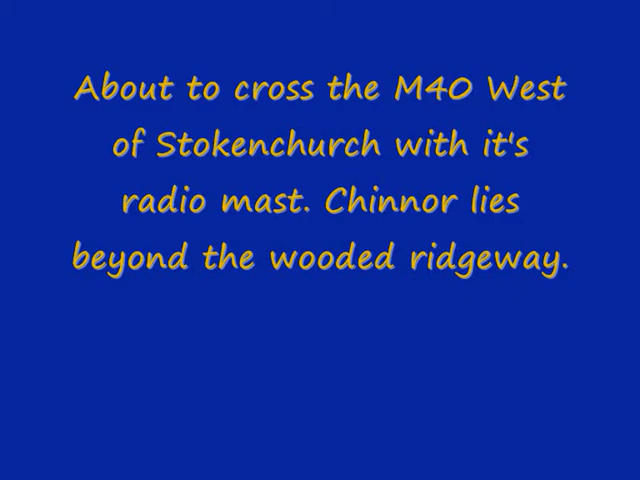 About to cross the M40 West
of Stokenchurch with it's
radio mast. Chinnor lies
beyond the wooded ridgeway.